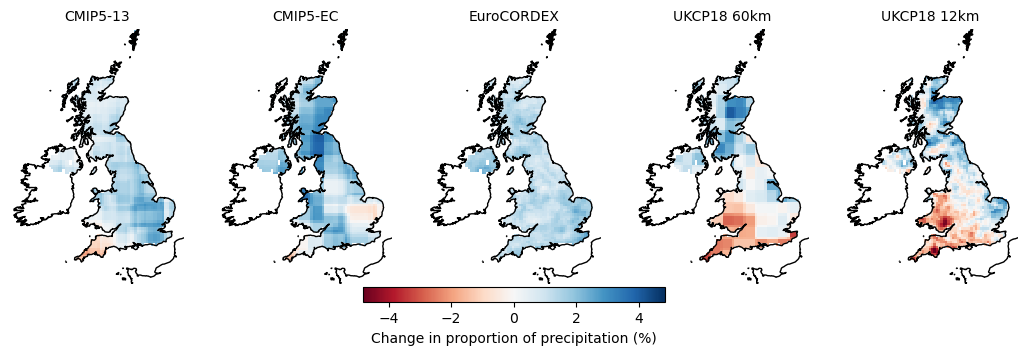 CMIP5-13 CMIP5-EC EuroCORDEX UKCP18 60km UKCP18 12km
−4 −2 0 2 4
Change in proportion of precipitation (%)